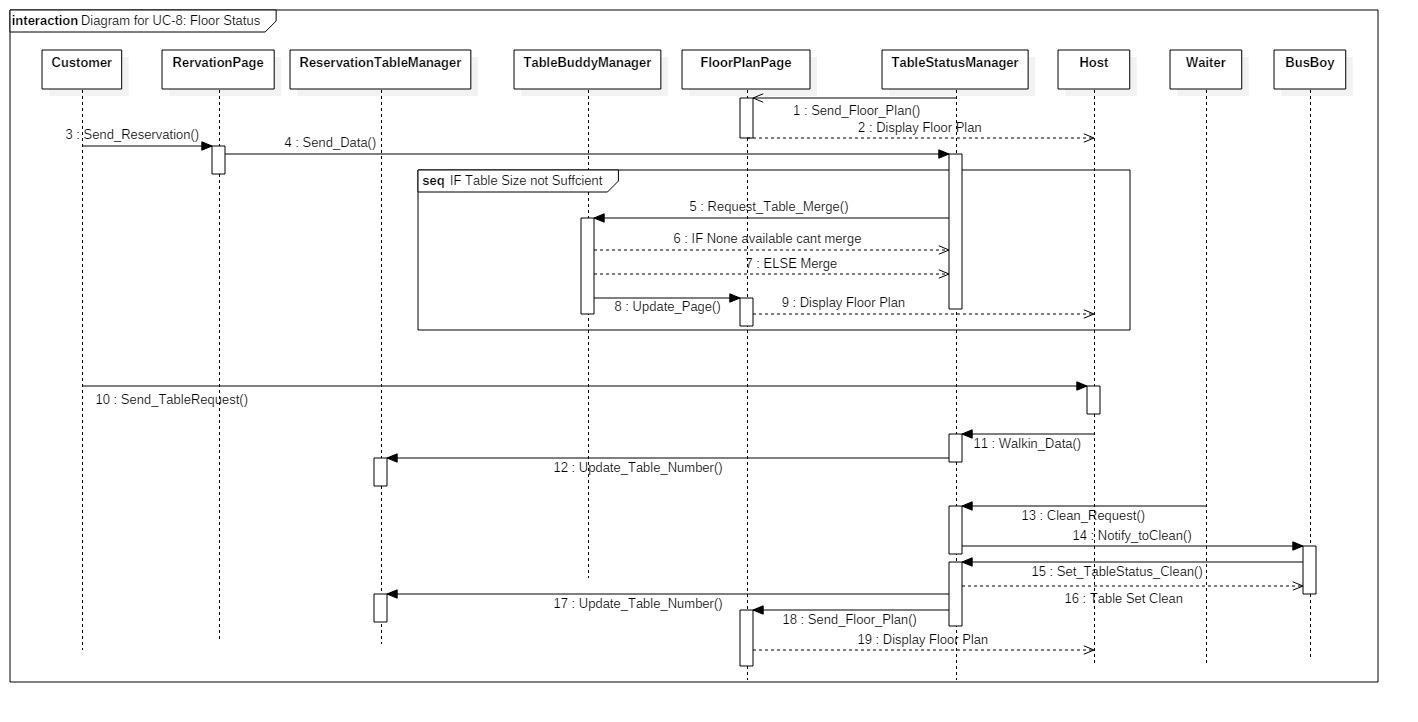 interaction Diagram for UC-8: Floor Status
Customer
RervationPage
ReservationTableManager
TableBuddyManager
FloorPlanPage
TableStatusManager
Host
Waiter
BusBoy
1 : Send_Floor_Plan()
2 : Display Floor Plan
3 : Send_Reservation()
4 : Send_Data()
seq IF Table Size not Suffcient
5 : Request_Table_Merge()
6 : IF None available cant merge
7 : ELSE Merge
8 : Update_Page()
9 : Display Floor Plan
10 : Send_TableRequest()
11 : Walkin_Data()
12 : Update_Table_Number()
13 : Clean_Request()
14 : Notify_toClean()
15 : Set_TableStatus_Clean()
16 : Table Set Clean
17 : Update_Table_Number()
18 : Send_Floor_Plan()
19 : Display Floor Plan